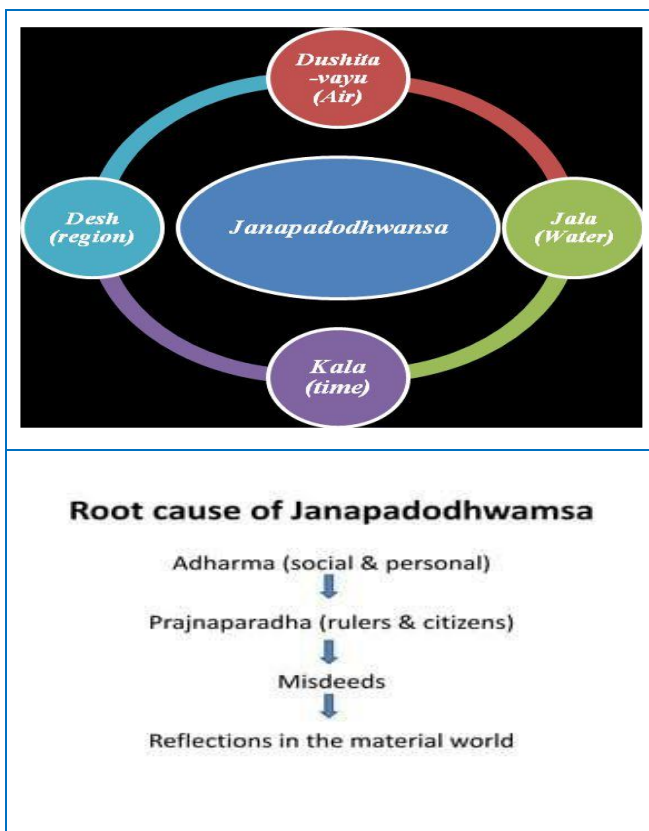 Dushita
-vayu
(Air)
Desh
(region)
Janapadodhwansa
Jala
(Water)
Kala
(time)
Root cause of Janapadodhwamsa
Adharma (social & personal)
Prajnaparadha (rulers & citizens)
Misdeeds
Reflections in the material world